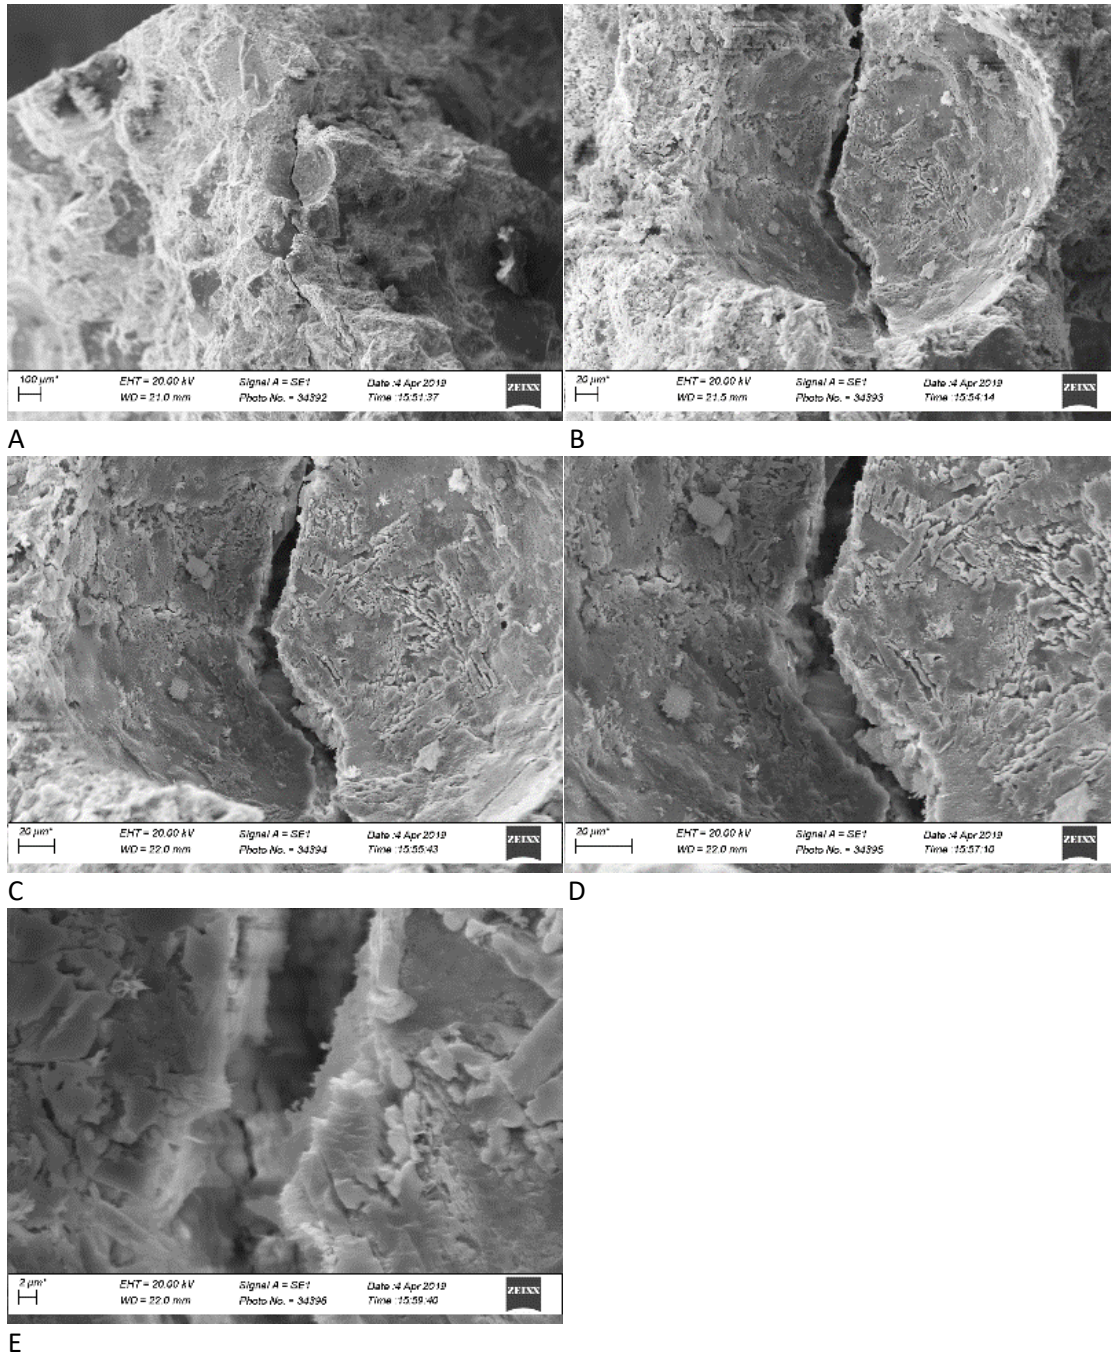 100 µm*
EHT = 20.00 kV
Signal A = SE1
Date :4 Apr 2019
WD = 21.0 mm
Photo No. = 34392
Time :15:51:37
ZEISS
A
20 µm*
EHT = 20.00 kV
Signal A = SE1
Date :4 Apr 2019
WD = 21.5 mm
Photo No. = 34393
Time :15:54:14
ZEISS
B
20 µm*
EHT = 20.00 kV
Signal A = SE1
Date :4 Apr 2019
WD = 22.0 mm
Photo No. = 34394
Time :15:55:43
ZEISS
C
20 µm*
EHT = 20.00 kV
Signal A = SE1
Date :4 Apr 2019
WD = 22.0 mm
Photo No. = 34395
Time :15:57:10
ZEISS
D
2 µm*
EHT = 20.00 kV
Signal A = SE1
Date :4 Apr 2019
WD = 22.0 mm
Photo No. = 34396
Time :15:59:40
ZEISS
E